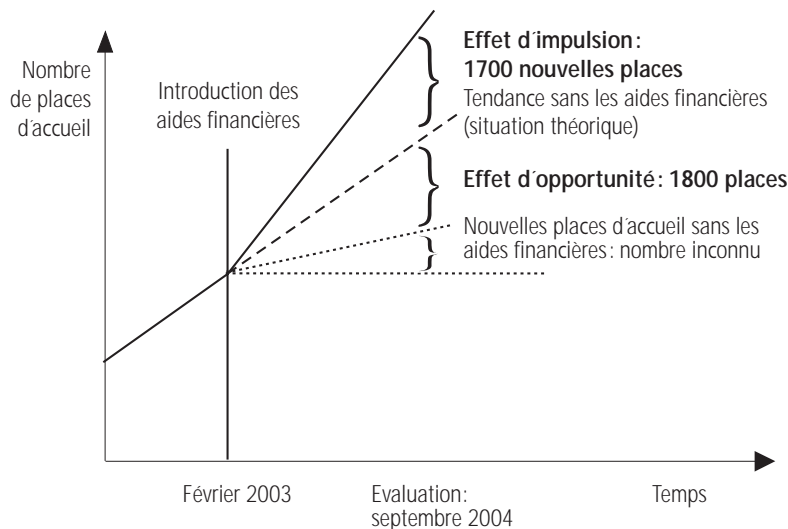 Nombre
de places
d´accueil
Introduction des
aides financières
Effet d´impulsion:
1700 nouvelles places
Tendance sans les aides financières
(situation théorique)
Effet d´opportunité: 1800 places
Nouvelles places d´accueil sans les
aides financières: nombre inconnu
Février 2003
Evaluation:
septembre 2004
Temps